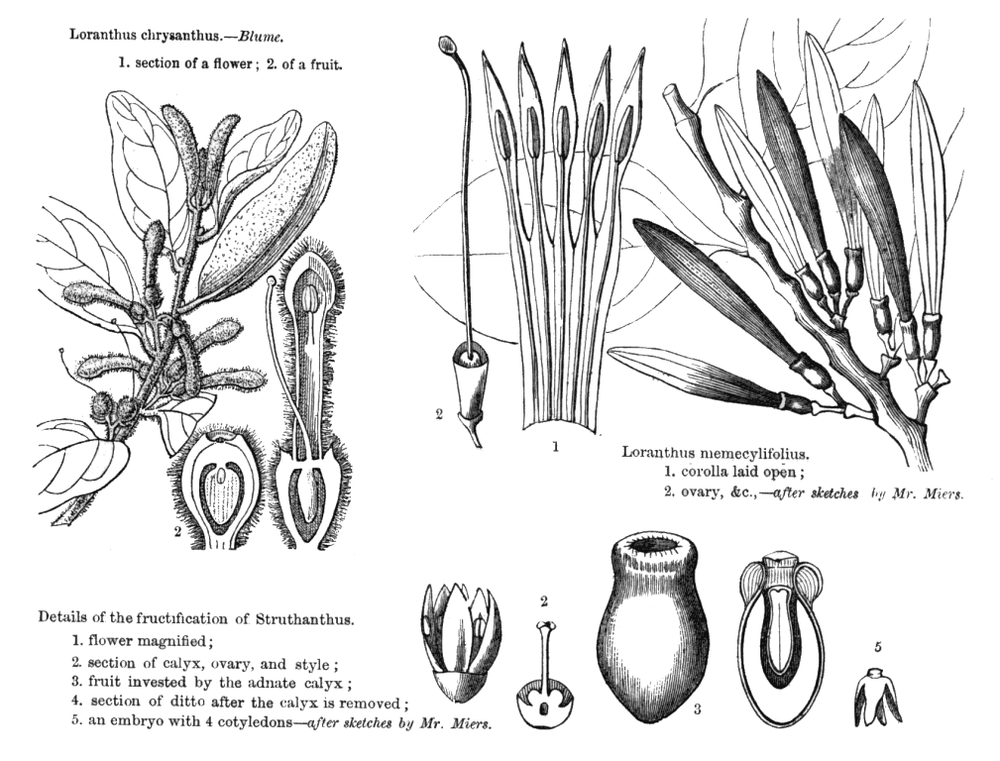 Loranthus chrysanthus.—Blume.
1. section of a flower; 2. of a fruit.
2
2
1
Loranthus memecylifolius.
1. corolla laid open;
2. ovary, &c.,—after sketches by Mr. Miers.
Details of the fructification of Struthanthus.
1. flower magnified;
2. section of calyx, ovary, and style;
3. fruit invested by the adnate calyx;
4. section of ditto after the calyx is removed;
5. an embryo with 4 cotyledons—after sketches by Mr. Miers.
2
3
5